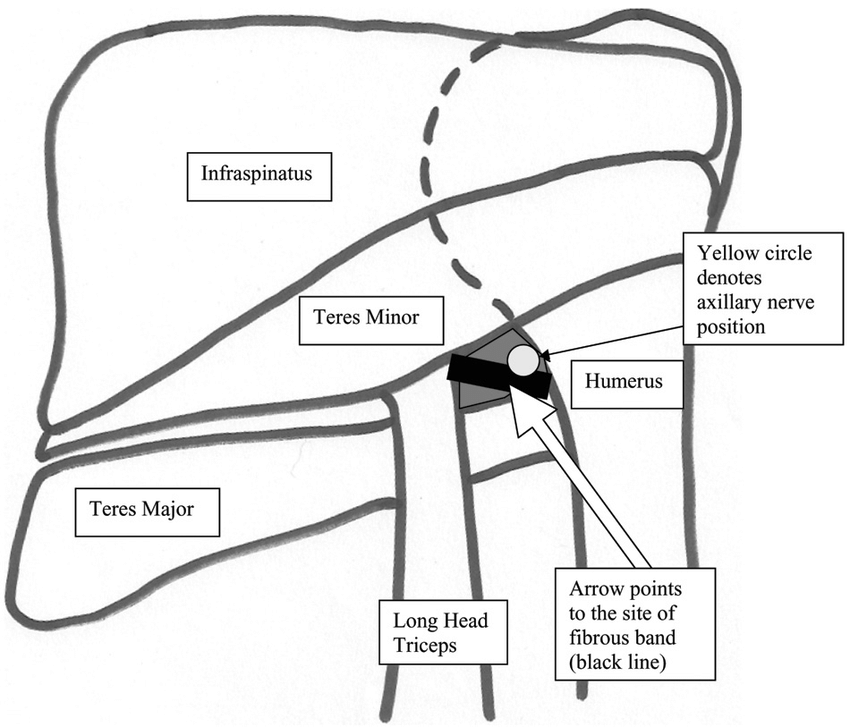 Infraspinatus
Yellow circle
denotes
axillary nerve
position
Teres Minor
Humerus
Teres Major
Long Head
Triceps
Arrow points
to the site of
fibrous band
(black line)